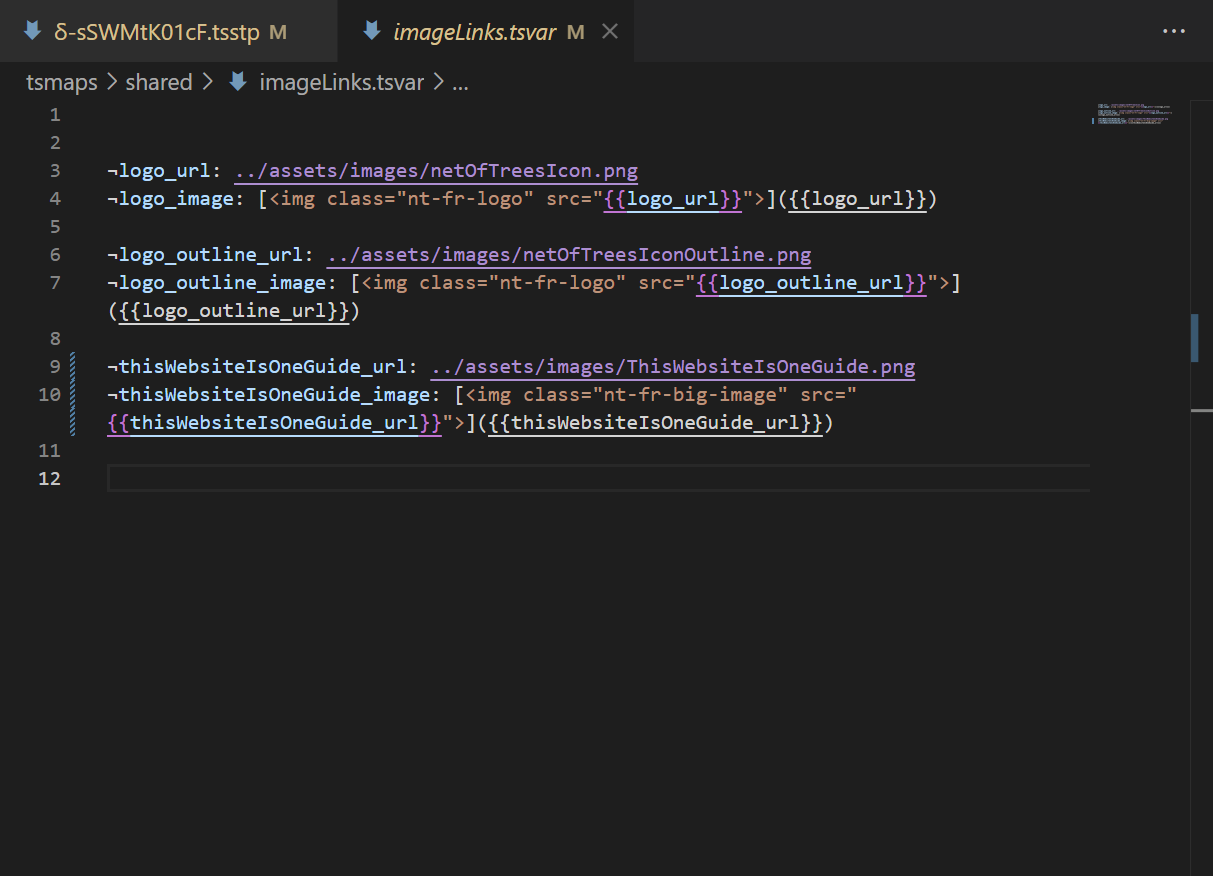 δ-sSWMtK01cF.tsstp M
imageLinks.tsvar M
tsmaps > shared > imageLinks.tsvar > ...
1
2
3 ¬logo_url: ../assets/images/netOfTreesIcon.png
4 ¬logo_image: [<img class="nt-fr-logo" src="{{logo_url}}">]({{logo_url}})
5
6 ¬logo_outline_url: ../assets/images/netOfTreesIconOutline.png
7 ¬logo_outline_image: [<img class="nt-fr-logo" src="{{logo_outline_url}}">]
({{logo_outline_url}})
8
9 ¬thisWebsiteIsOneGuide_url: ../assets/images/ThisWebsiteIsOneGuide.png
10 ¬thisWebsiteIsOneGuide_image: [<img class="nt-fr-big-image" src="
{{thisWebsiteIsOneGuide_url}}">]({{thisWebsiteIsOneGuide_url}})
11
12